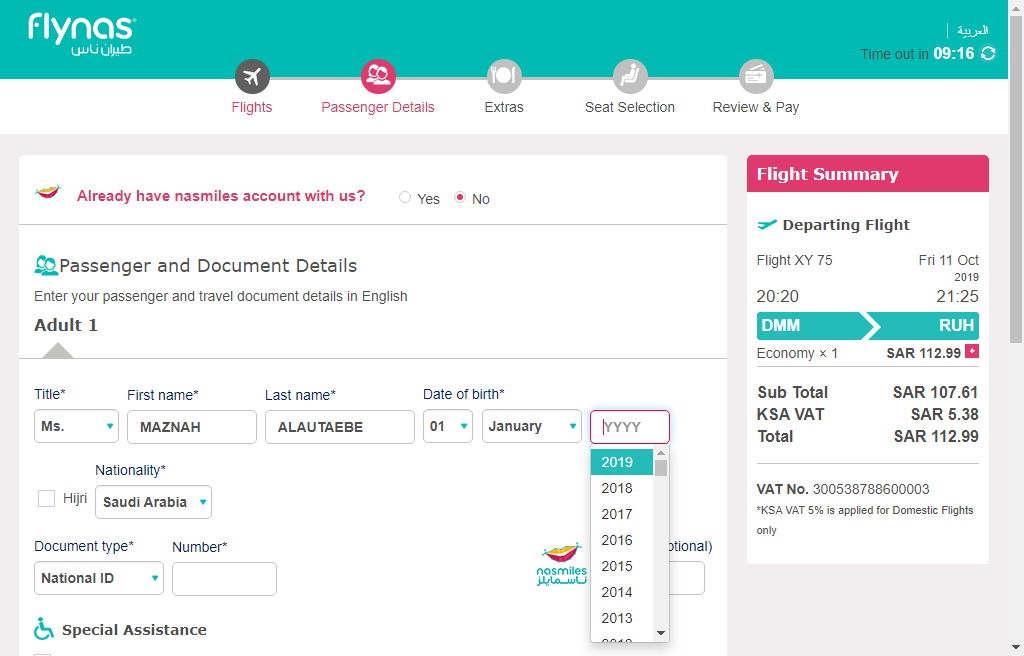 flynas
طيران ناس
العربية
Time out in 09:16
Flights
Passenger Details
Extras
Seat Selection
Review & Pay
Already have nasmiles account with us?
Yes
No
Passenger and Document Details
Enter your passenger and travel document details in English
Adult 1
Title*
First name*
Last name*
Date of birth*
Ms.
MAZNAH
ALAUTAEBE
01
January
YYYY
2019
2018
2017
2016
2015
2014
2013
Nationality*
Hijri
Saudi Arabia
Document type*
Number*
National ID
nasmiles
ناسمايلز
ptional)
Special Assistance
Flight Summary
Departing Flight
Flight XY 75
Fri 11 Oct
2019
20:20
21:25
DMM
RUH
Economy × 1
SAR 112.99 +
Sub Total
SAR 107.61
KSA VAT
SAR 5.38
Total
SAR 112.99
VAT No. 300538788600003
*KSA VAT 5% is applied for Domestic Flights
only